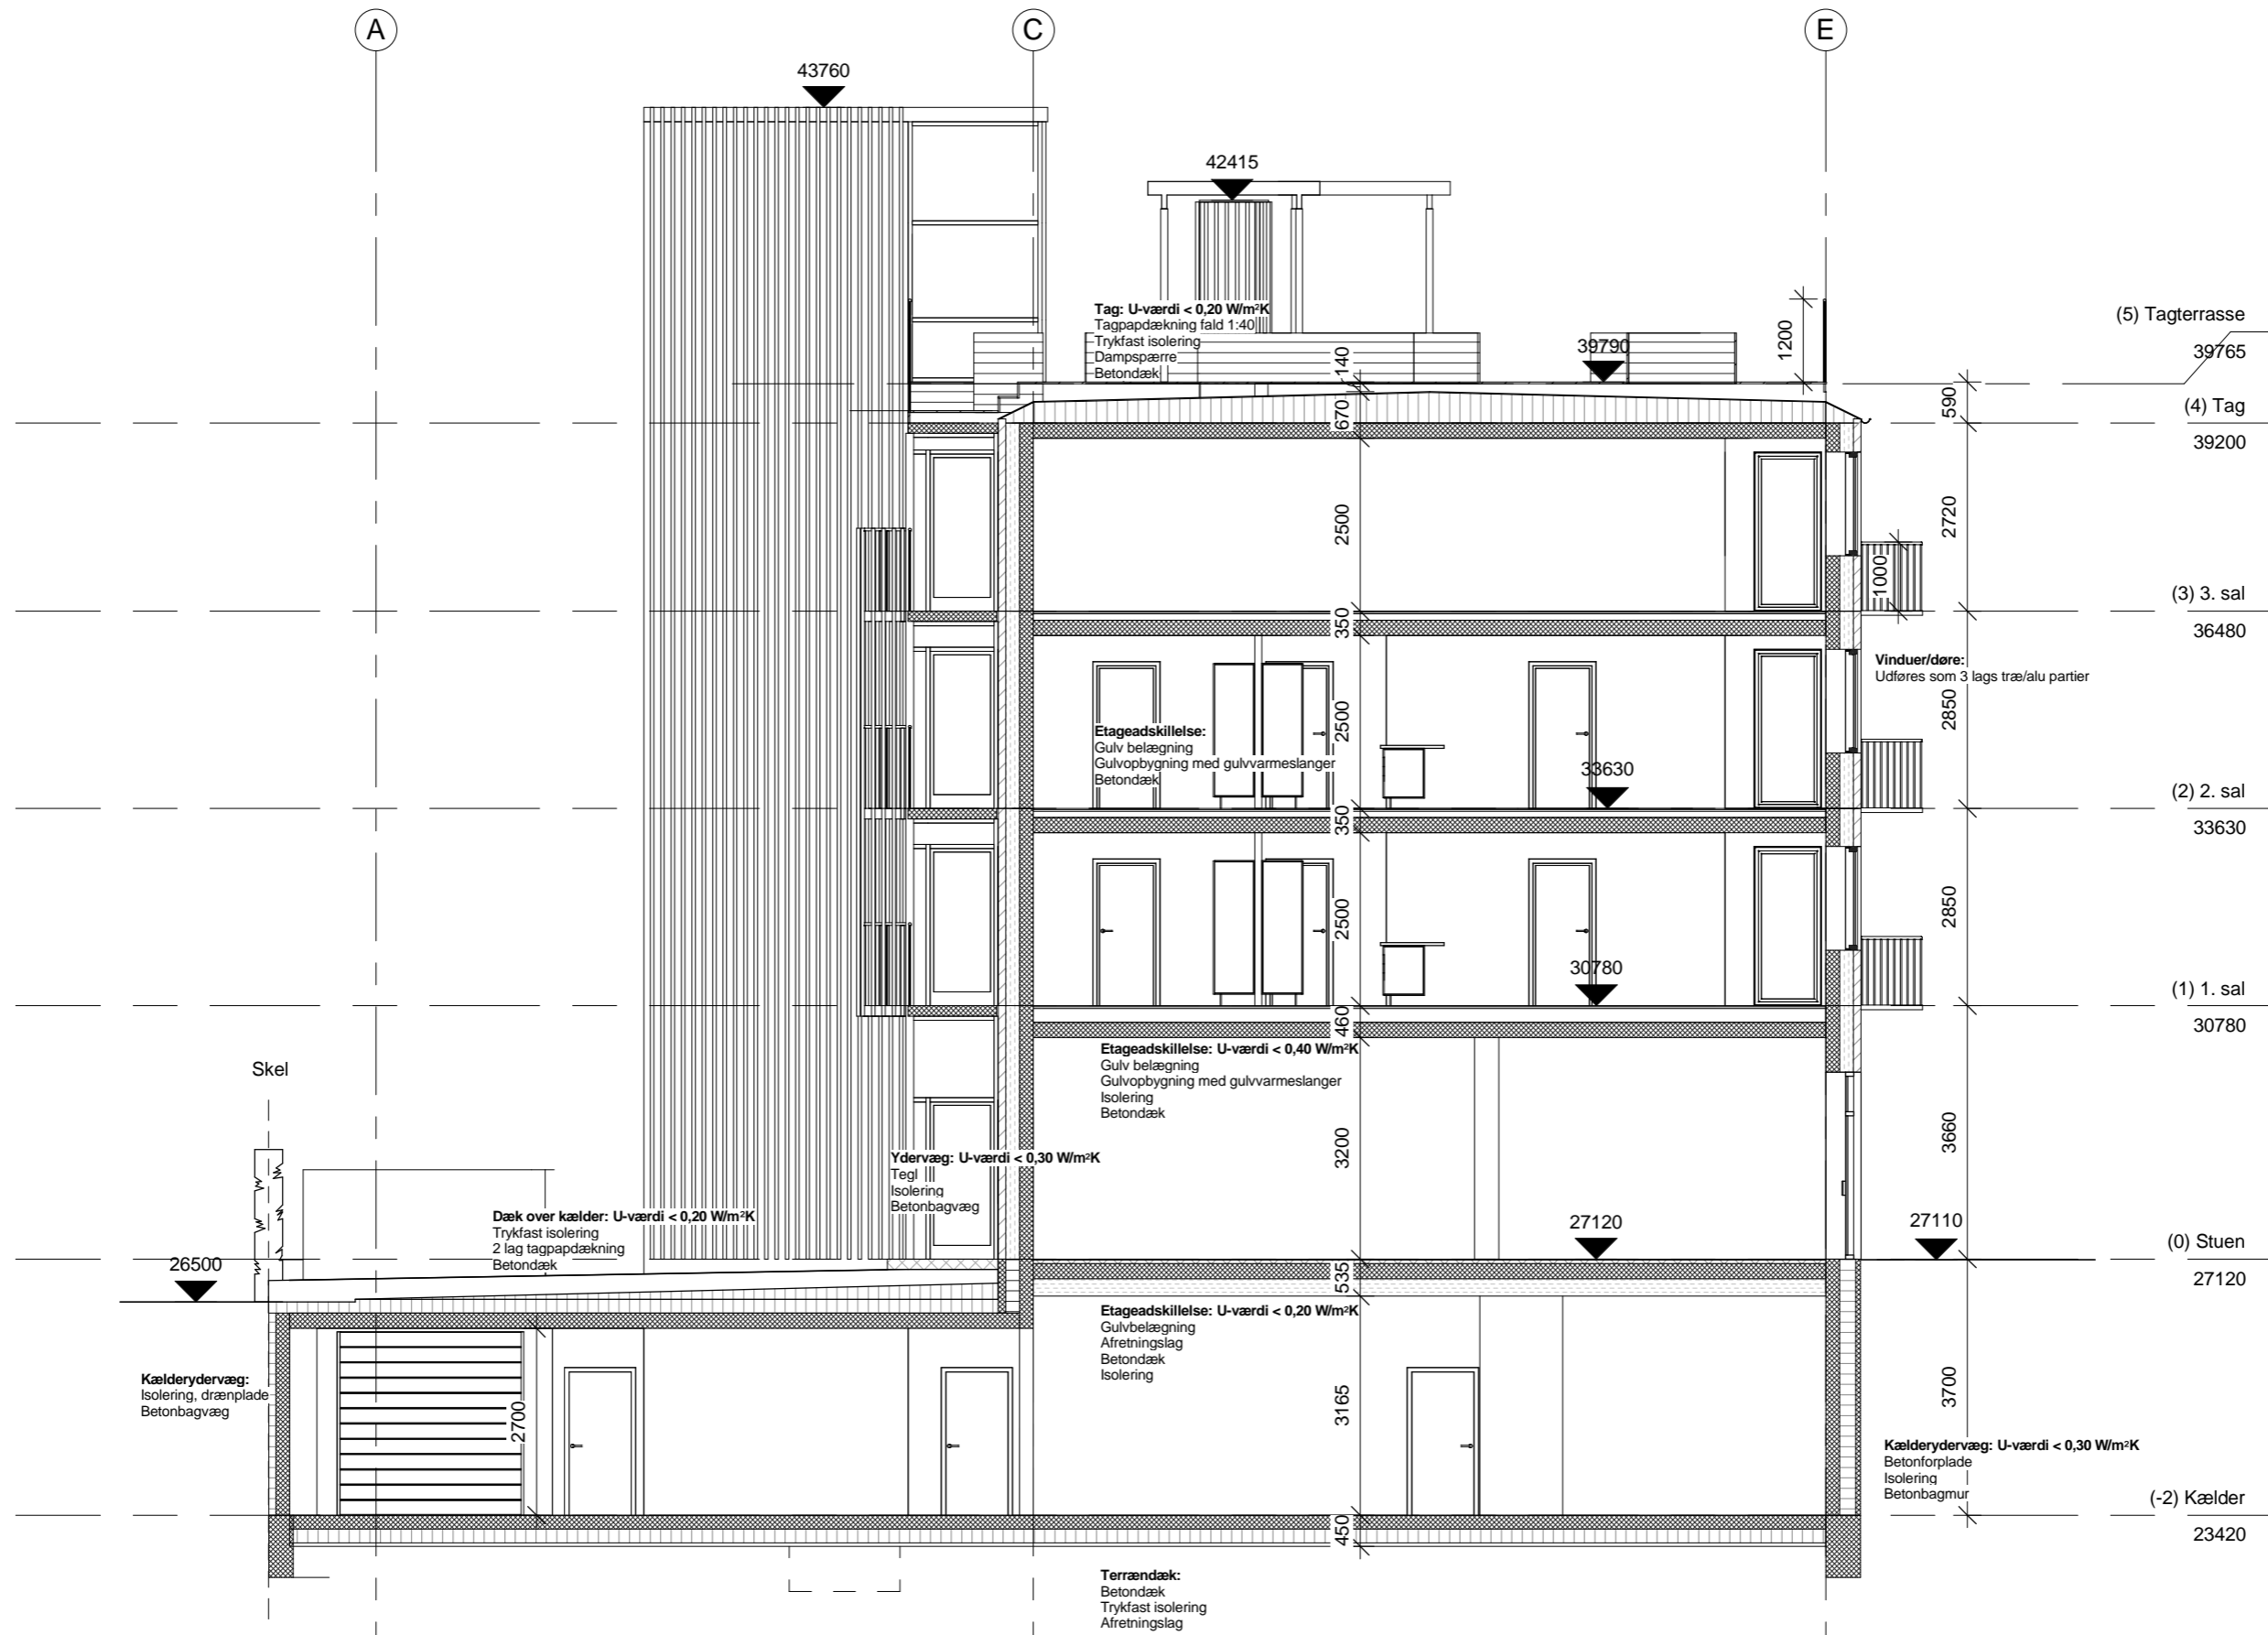 A
C
E
43760
42415
Tag: U-værdi < 0,20 W/m²K
Tagpapdækning fald 1:40
Trykfast isolering
Dampspærre
Betondæk
140
39790
1200
(5) Tagterrasse
39765
590
(4) Tag
39200
670
2500
2720
1000
(3) 3. sal
36480
350
Vinduer/døre:
Udføres som 3 lags træ/alu partier
2850
2500
Etageadskillelse:
Gulv belægning
Gulvopbygning med gulvvarmeslanger
Betondæk
33630
(2) 2. sal
33630
350
2500
2850
30780
(1) 1. sal
30780
460
Etageadskillelse: U-værdi < 0,40 W/m²K
Gulv belægning
Gulvopbygning med gulvvarmeslanger
Isolering
Betondæk
Skel
3200
3660
Ydervæg: U-værdi < 0,30 W/m²K
Tegl
Isolering
Betonbagvæg
Dæk over kælder: U-værdi < 0,20 W/m²K
Trykfast isolering
2 lag tagpapdækning
Betondæk
26500
27120
27110
(0) Stuen
27120
535
Etageadskillelse: U-værdi < 0,20 W/m²K
Gulvbelægning
Afretningslag
Betondæk
Isolering
Kælderydervæg:
Isolering, drænplade
Betonbagvæg
2700
3165
3700
Kælderydervæg: U-værdi < 0,30 W/m²K
Betonforplade
Isolering
Betonbagmur
(-2) Kælder
23420
450
Terrændæk:
Betondæk
Trykfast isolering
Afretningslag